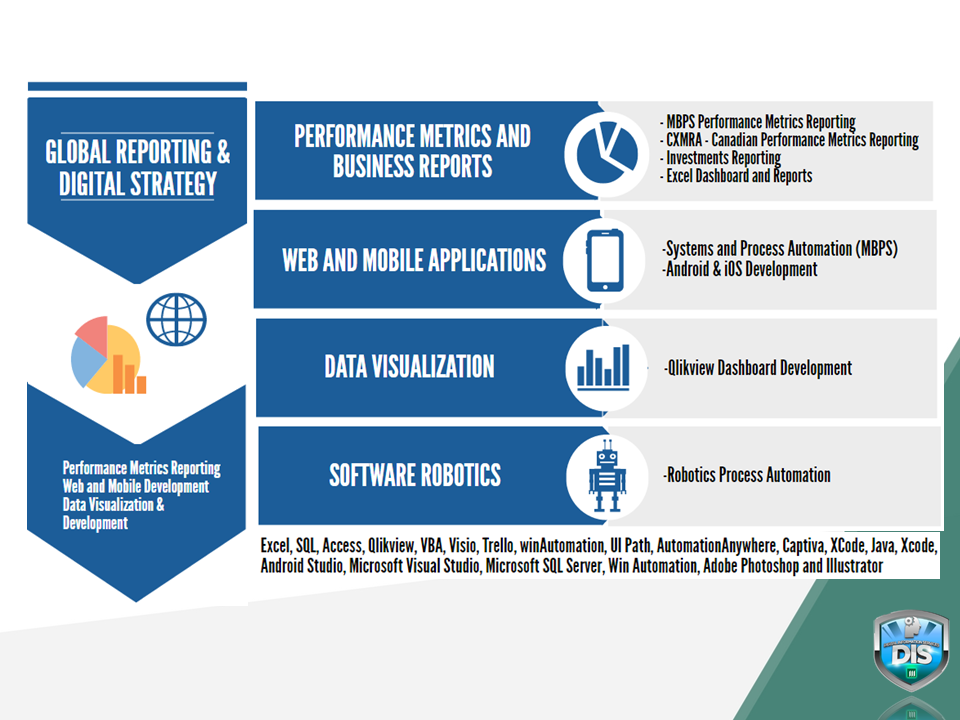 GLOBAL REPORTING &
DIGITAL STRATEGY
Performance Metrics Reporting
Web and Mobile Development
Data Visualization &
Development
PERFORMANCE METRICS AND
BUSINESS REPORTS
- MBPS Performance Metrics Reporting
- CXMRA - Canadian Performance Metrics Reporting
- Investments Reporting
- Excel Dashboard and Reports
WEB AND MOBILE APPLICATIONS
-Systems and Process Automation (MBPS)
-Android & iOS Development
DATA VISUALIZATION
-Qlikview Dashboard Development
SOFTWARE ROBOTICS
-Robotics Process Automation
Excel, SQL, Access, Qlikview, VBA, Visio, Trello, winAutomation, UI Path, AutomationAnywhere, Captiva, XCode, Java, Xcode,
Android Studio, Microsoft Visual Studio, Microsoft SQL Server, Win Automation, Adobe Photoshop and Illustrator
DIS